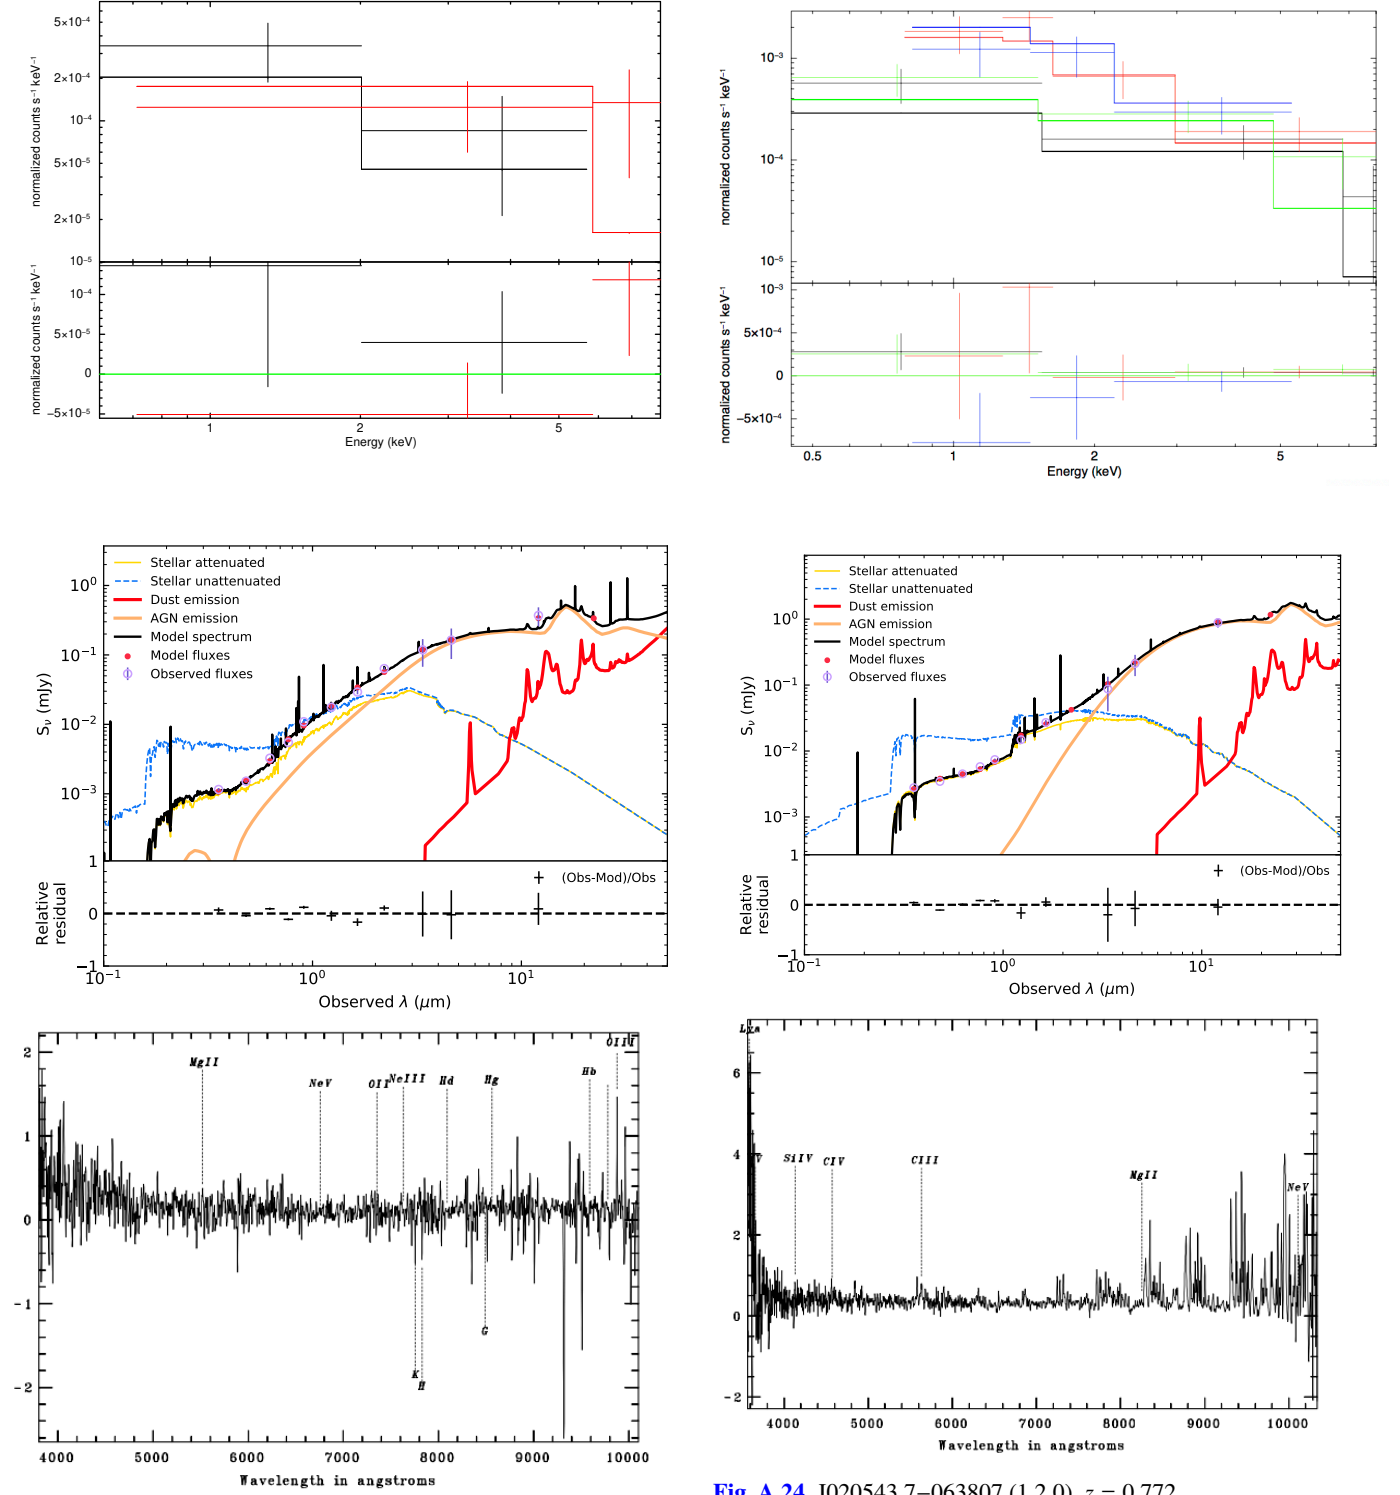 5×10⁻⁴
2×10⁻⁴
10⁻⁴
5×10⁻⁵
2×10⁻⁵
10⁻⁵
normalized counts s⁻¹ keV⁻¹
10⁻⁴
5×10⁻⁵
0
−5×10⁻⁵
normalized counts s⁻¹ keV⁻¹
1 2 5
Energy (keV)
10⁻³
10⁻⁴
10⁻⁵
normalized counts s⁻¹ keV⁻¹
10⁻³
5×10⁻⁴
0
−5×10⁻⁴
normalized counts s⁻¹ keV⁻¹
0.5 1 2 5
Energy (keV)
Stellar attenuated
Stellar unattenuated
Dust emission
AGN emission
Model spectrum
Model fluxes
Observed fluxes
10⁰
10⁻¹
10⁻²
10⁻³
Sν (mJy)
1
0
−1
Relative
residual
(Obs-Mod)/Obs
10⁻¹ 10⁰ 10¹
Observed λ (μm)
Stellar attenuated
Stellar unattenuated
Dust emission
AGN emission
Model spectrum
Model fluxes
Observed fluxes
10⁰
10⁻¹
10⁻²
10⁻³
Sν (mJy)
1
0
−1
Relative
residual
(Obs-Mod)/Obs
10⁻¹ 10⁰ 10¹
Observed λ (μm)
2
1
0
-1
-2
MgII NeV OII NeIII Hd Hg Hb OIII
K H G
4000 5000 6000 7000 8000 9000 10000
Wavelength in angstroms
6
4
2
0
-2
Lya V SiIV CIV CIII MgII NeV
4000 5000 6000 7000 8000 9000 10000
Wavelength in angstroms
Fig. A.24. J020543.7−063807 (1,2,0), z = 0.772